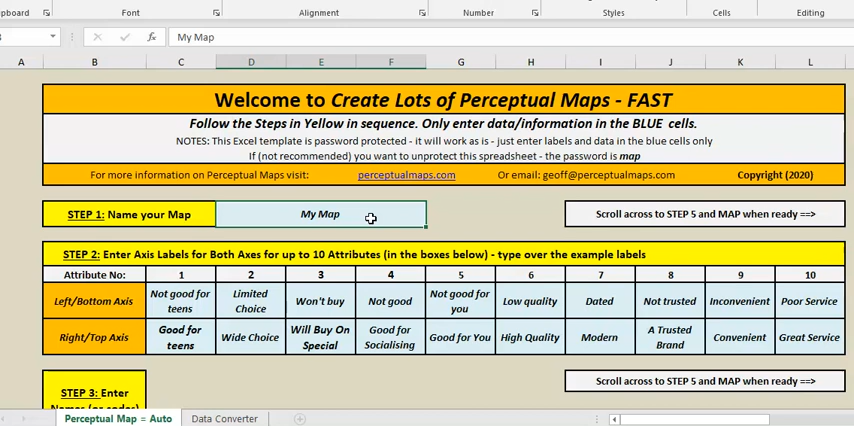 pboard
Font
Alignment
Number
Styles
Cells
Editing
fx My Map
A B C D E F G H I J K L
Welcome to Create Lots of Perceptual Maps - FAST
Follow the Steps in Yellow in sequence. Only enter data/information in the BLUE cells.
NOTES: This Excel template is password protected - it will work as is - just enter labels and data in the blue cells only
If (not recommended) you want to unprotect this spreadsheet - the password is map
For more information on Perceptual Maps visit: perceptualmaps.com Or email: geoff@perceptualmaps.com Copyright (2020)
STEP 1: Name your Map My Map Scroll across to STEP 5 and MAP when ready ==>
STEP 2: Enter Axis Labels for Both Axes for up to 10 Attributes (in the boxes below) - type over the example labels
Attribute No: 1 2 3 4 5 6 7 8 9 10
Left/Bottom Axis
Not good for
teens
Limited
Choice
Won't buy
Not good
Not good for
you
Low quality
Dated
Not trusted
Inconvenient
Poor Service
Right/Top Axis
Good for
teens
Wide Choice
Will Buy On
Special
Good for
Socialising
Good for You
High Quality
Modern
A Trusted
Brand
Convenient
Great Service
STEP 3: Enter
Names (or codes)
Scroll across to STEP 5 and MAP when ready ==>
Perceptual Map = Auto Data Converter